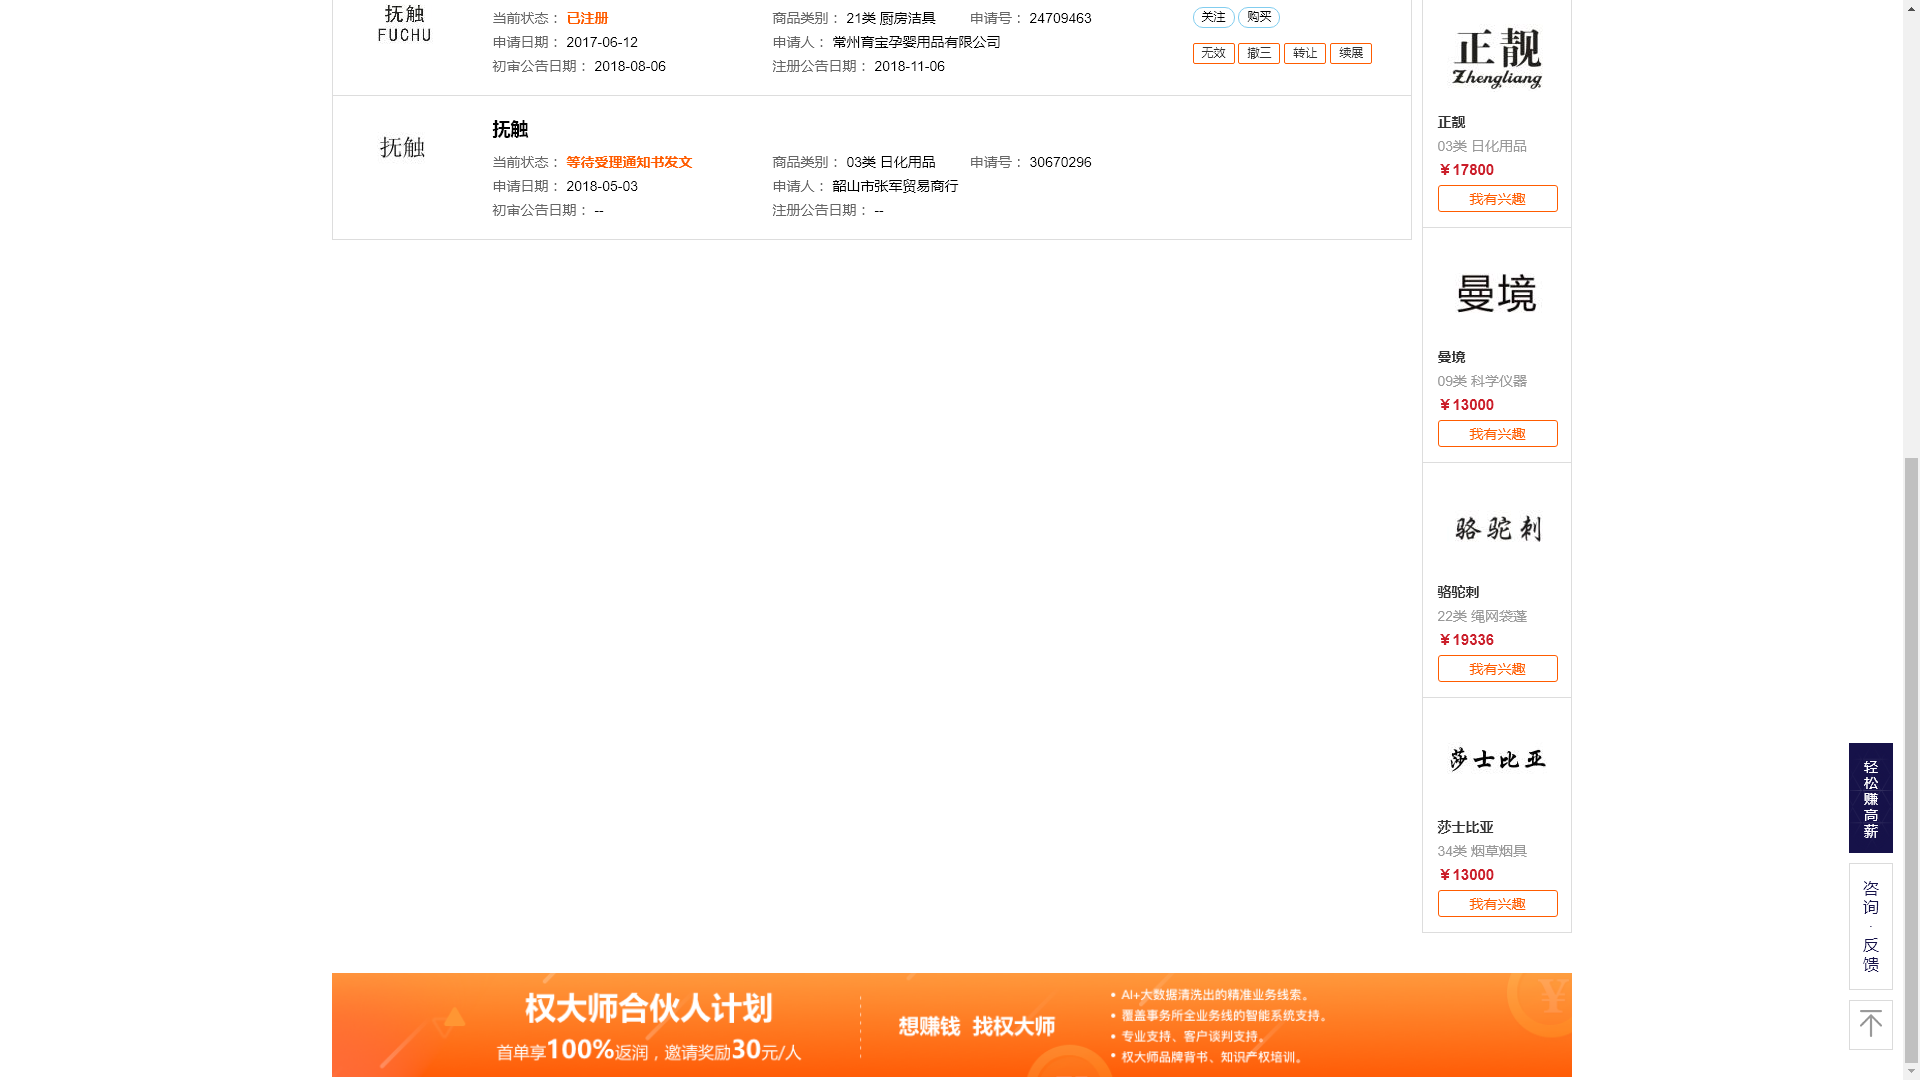 抚触
FUCHU
当前状态： 已注册
商品类别： 21类 厨房洁具
申请号： 24709463
关注
购买
申请日期： 2017-06-12
申请人： 常州育宝孕婴用品有限公司
无效
撤三
转让
续展
初审公告日期： 2018-08-06
注册公告日期： 2018-11-06
抚触
抚触
当前状态： 等待受理通知书发文
商品类别： 03类 日化用品
申请号： 30670296
申请日期： 2018-05-03
申请人： 韶山市张军贸易商行
初审公告日期： --
注册公告日期： --
正靓
Zhengliang
正靓
03类 日化用品
￥17800
我有兴趣
曼境
曼境
09类 科学仪器
￥13000
我有兴趣
骆驼刺
骆驼刺
22类 绳网袋蓬
￥19336
我有兴趣
莎士比亚
莎士比亚
34类 烟草烟具
￥13000
我有兴趣
权大师合伙人计划
首单享100%返润，邀请奖励30元/人
想赚钱 找权大师
• AI+大数据清洗出的精准业务线索。
• 覆盖事务所全业务线的智能系统支持。
• 专业支持、客户谈判支持。
• 权大师品牌背书、知识产权培训。
轻松赚高薪
咨询·反馈